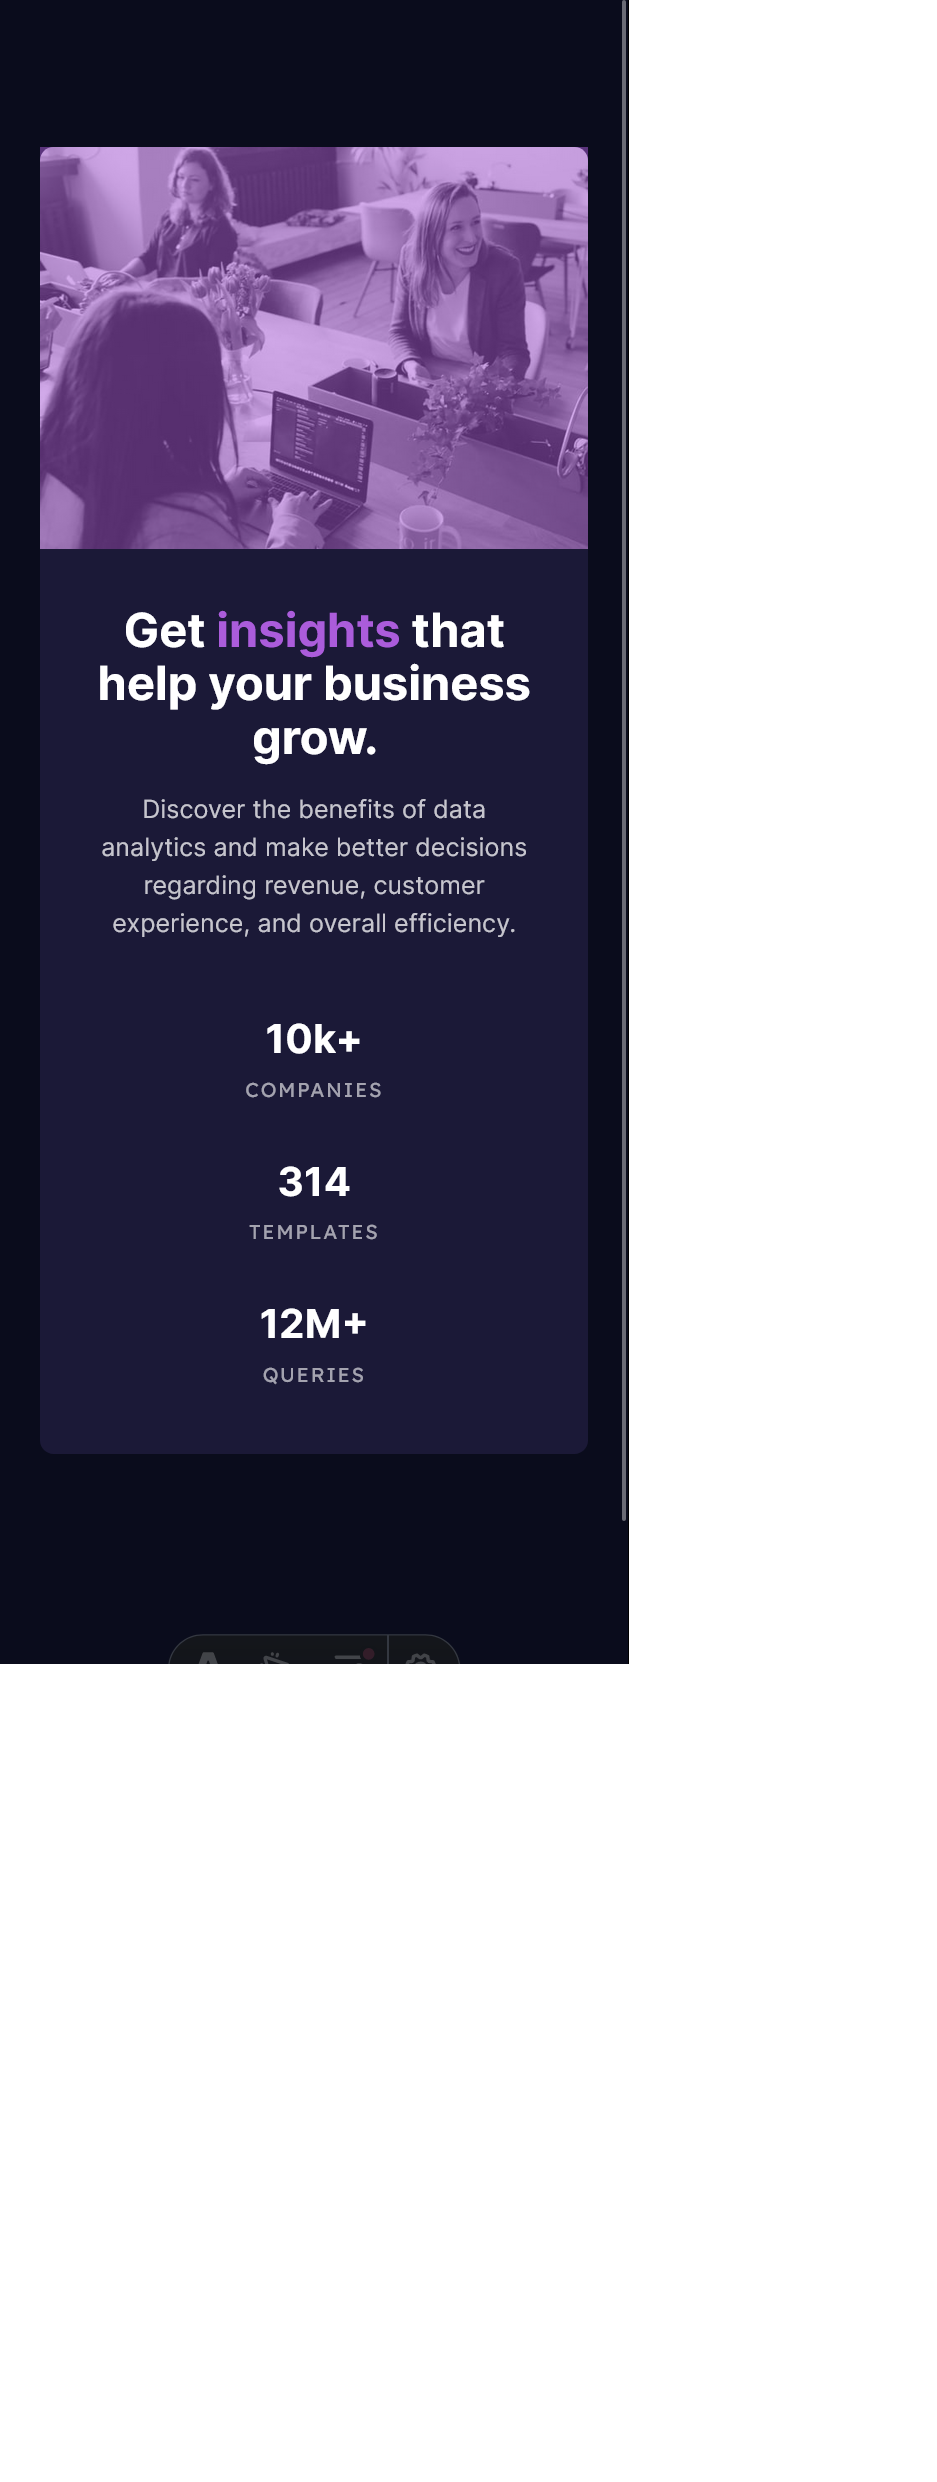 Get insights that
help your business
grow.
Discover the benefits of data
analytics and make better decisions
regarding revenue, customer
experience, and overall efficiency.
10k+
COMPANIES
314
TEMPLATES
12M+
QUERIES